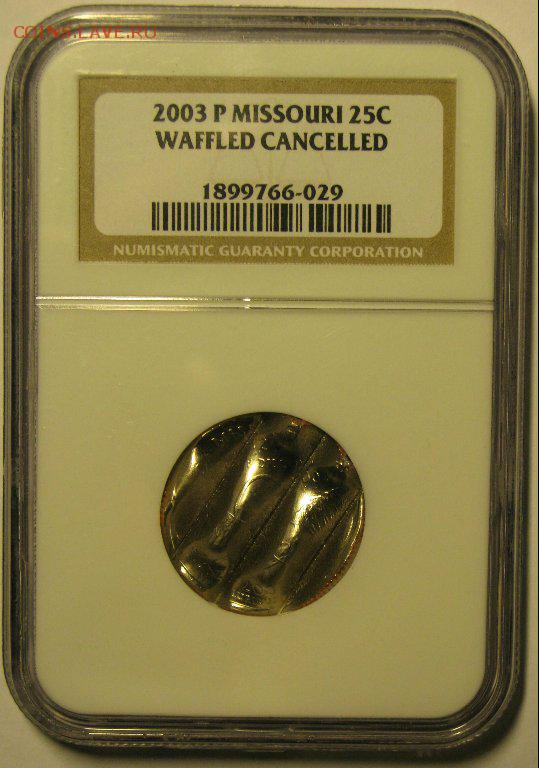 COINS.LAVE.RU
2003 P MISSOURI 25C
WAFFLED CANCELLED
1899766-029
NUMISMATIC GUARANTY CORPORATION